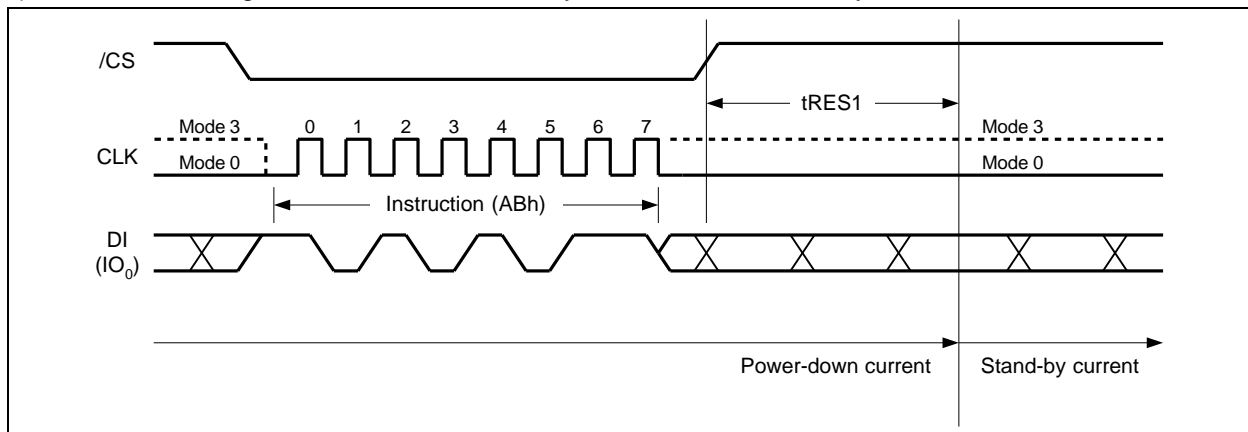 /CS
tRES1
Mode 3 0 1 2 3 4 5 6 7 Mode 3
CLK
Mode 0 Mode 0
Instruction (ABh)
DI
(IO0)
Power-down current Stand-by current